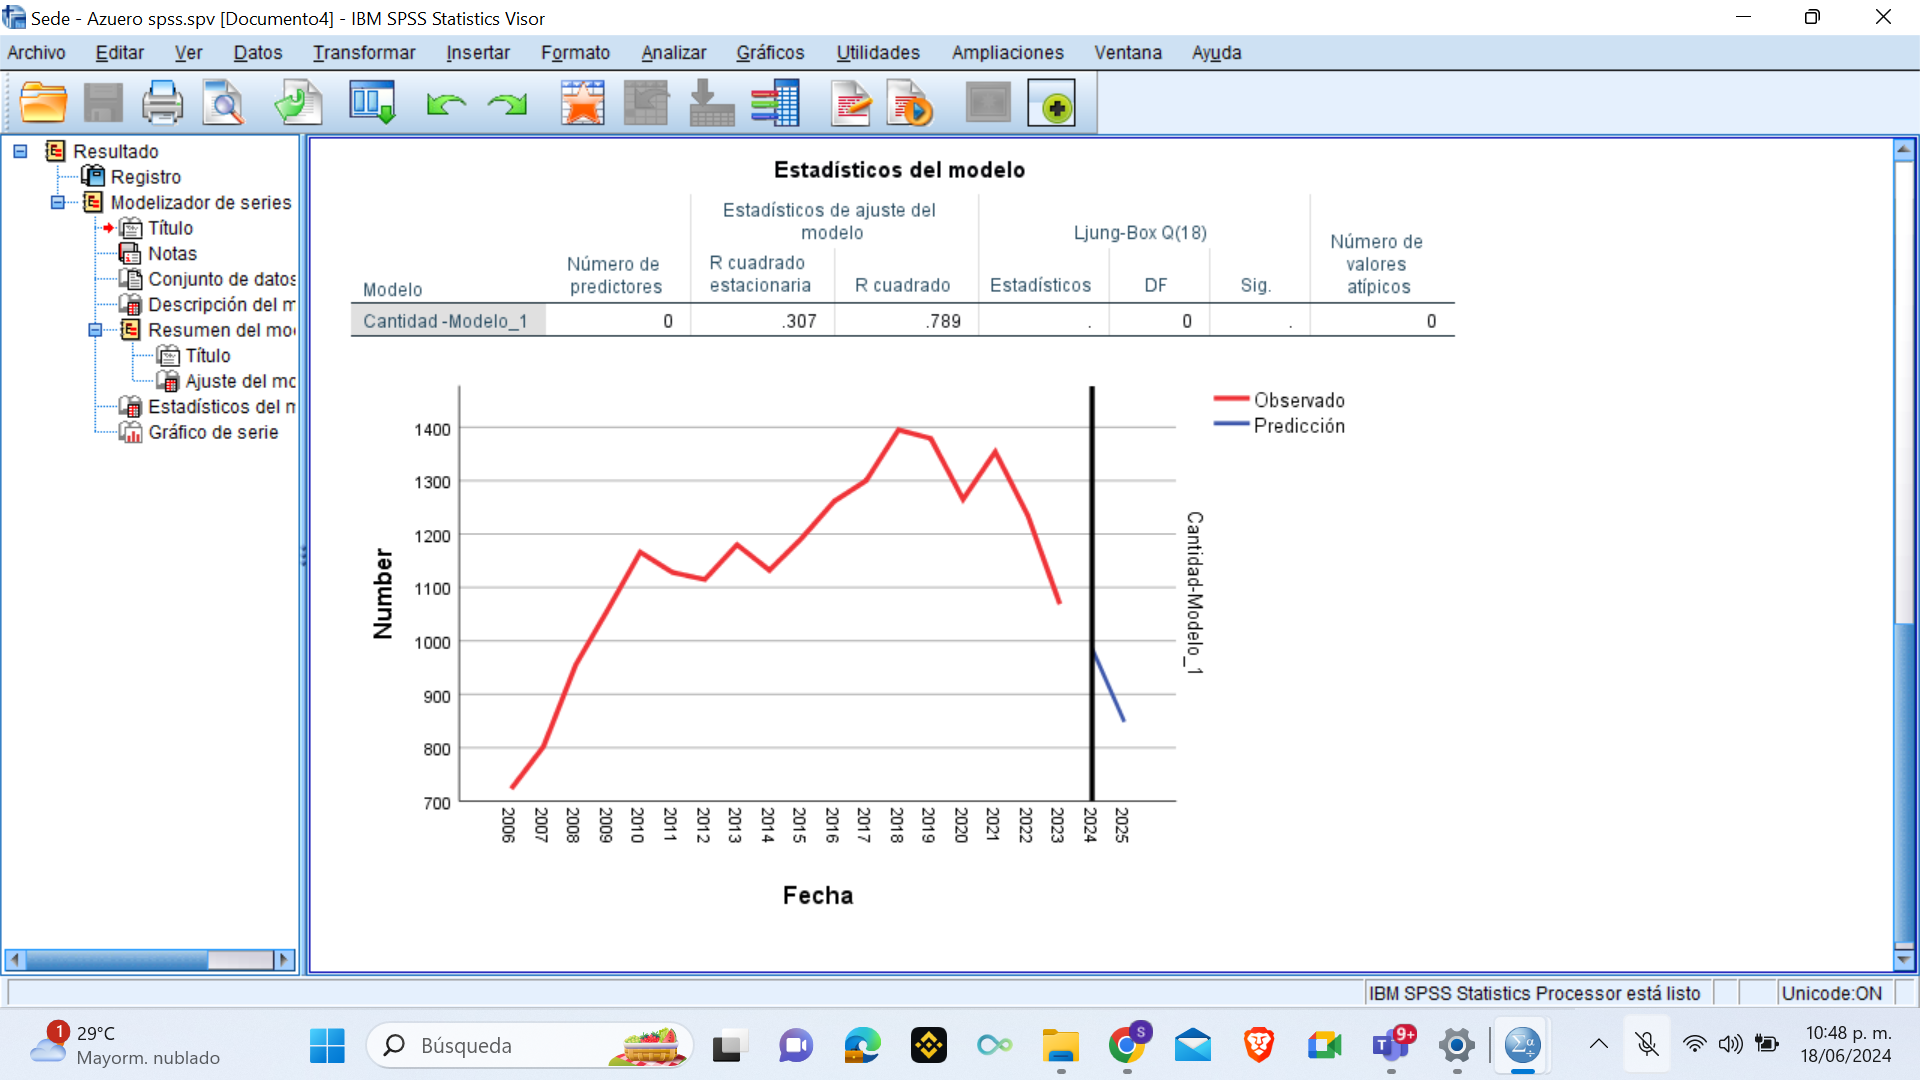 Sede - Azuero spss.spv [Documento4] - IBM SPSS Statistics Visor
Archivo Editar Ver Datos Transformar Insertar Formato Analizar Gráficos Utilidades Ampliaciones Ventana Ayuda
Resultado
Registro
Modelizador de series
Título
Notas
Conjunto de datos
Descripción del m
Resumen del mo
Título
Ajuste del mo
Estadísticos del m
Gráfico de serie
Estadísticos del modelo
Modelo
Número de
predictores
Estadísticos de ajuste del
modelo
R cuadrado
estacionaria
R cuadrado
Ljung-Box Q(18)
Estadísticos DF Sig.
Número de
valores
atípicos
Cantidad -Modelo_1 0 .307 .789 . 0 . 0
Observado
Predicción
Number
1400
1300
1200
1100
1000
900
800
700
2006 2007 2008 2009 2010 2011 2012 2013 2014 2015 2016 2017 2018 2019 2020 2021 2022 2023 2024 2025
Fecha
Cantidad-Modelo_1
IBM SPSS Statistics Processor está listo Unicode:ON
1
29°C
Mayorm. nublado
Búsqueda
S
9+
10:48 p. m.
18/06/2024